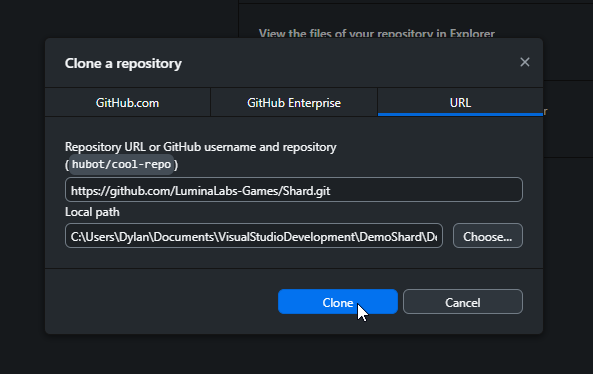 View the files of your repository in Explorer
Clone a repository
GitHub.com
GitHub Enterprise
URL
Repository URL or GitHub username and repository
(hubot/cool-repo)
https://github.com/LuminaLabs-Games/Shard.git
Local path
C:\Users\Dylan\Documents\VisualStudioDevelopment\DemoShard\De
Choose...
Clone
Cancel